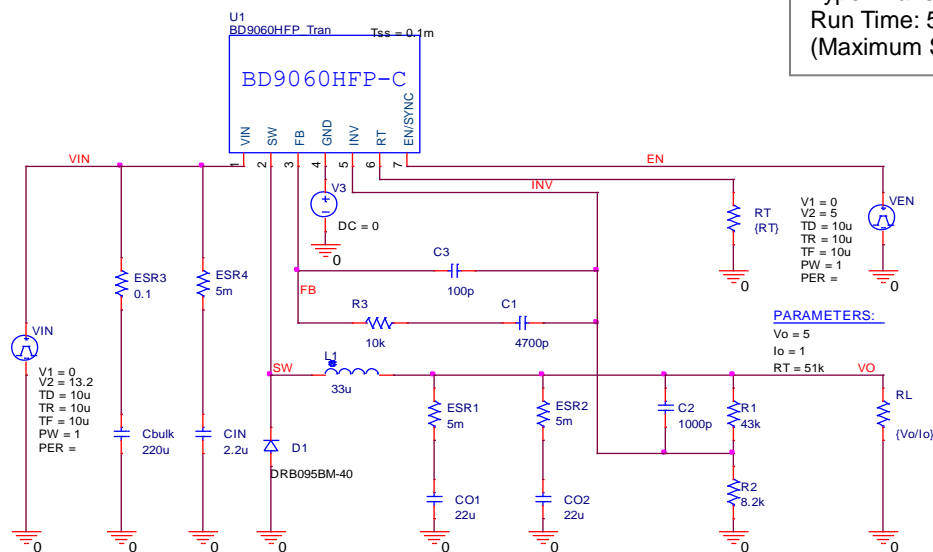 U1
BD9060HFP_Tran
Tss = 0.1m
Run Time: 5
(Maximum S
BD9060HFP-C
VIN
SW
FB
GND
INV
RT
EN/SYNC
1
2
3
4
5
6
7
VIN
EN
INV
V3
DC = 0
0
RT
{RT}
0
V1 = 0
V2 = 5
TD = 10u
TR = 10u
TF = 10u
PW = 1
PER =
VEN
0
ESR3
0.1
ESR4
5m
C3
100p
FB
R3
10k
C1
4700p
PARAMETERS:
Vo = 5
Io = 1
RT = 51k
VIN
V1 = 0
V2 = 13.2
TD = 10u
TR = 10u
TF = 10u
PW = 1
PER =
SW
L1
33u
VO
ESR1
5m
ESR2
5m
C2
1000p
R1
43k
RL
{Vo/Io}
Cbulk
220u
CIN
2.2u
D1
DRB095BM-40
CO1
22u
CO2
22u
R2
8.2k
0
0
0
0
0
0
0
0